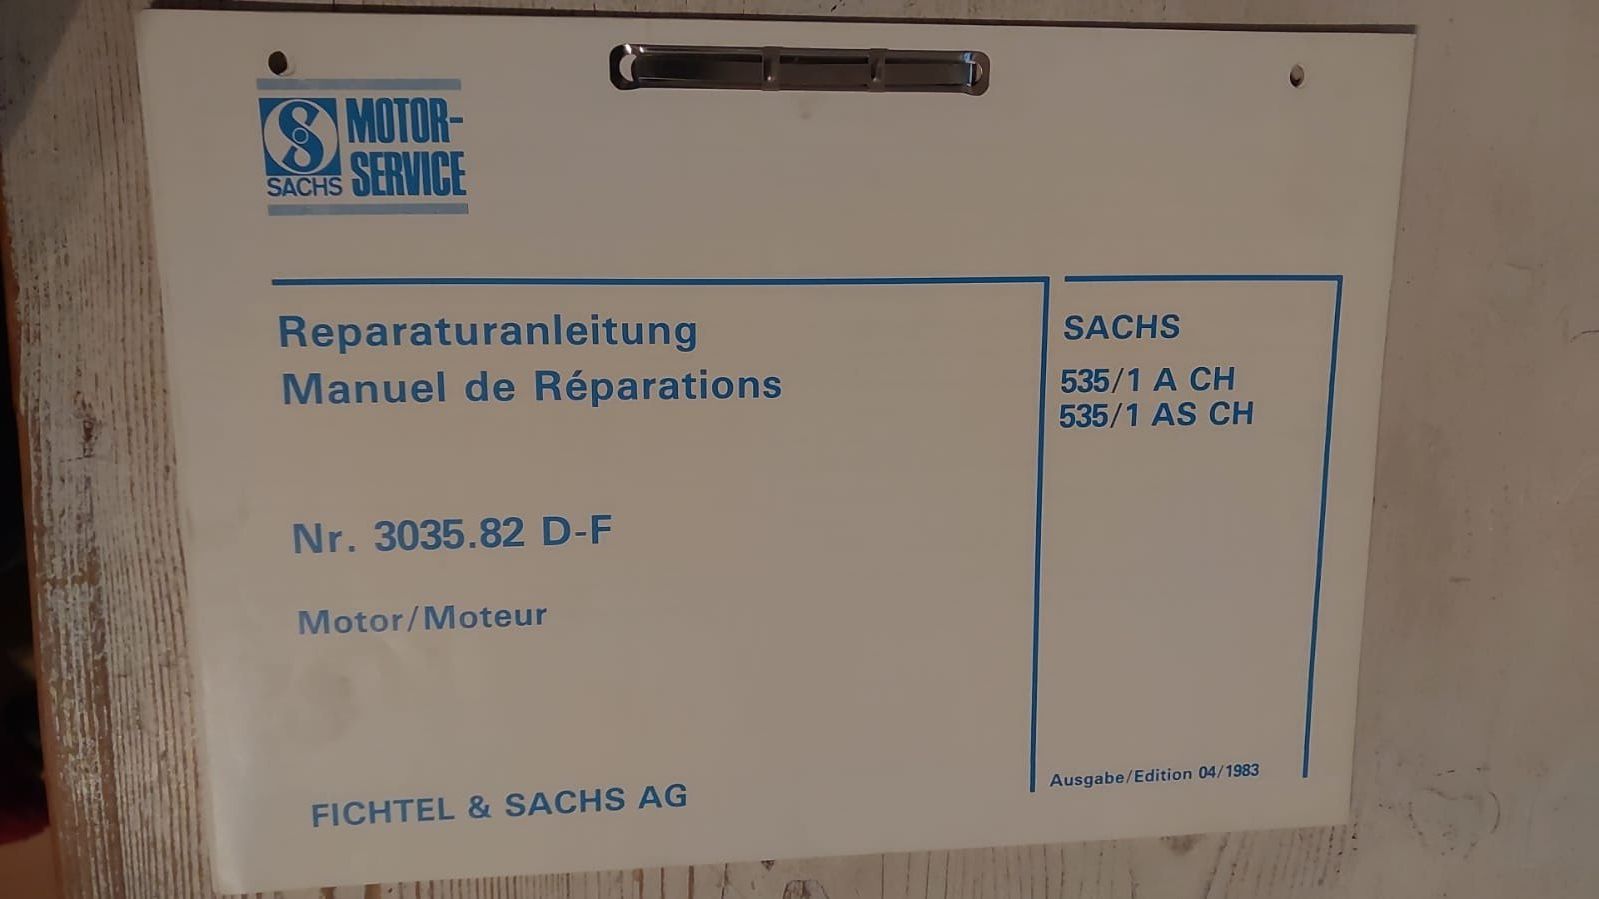 MOTOR-
SERVICE
SACHS
Reparaturanleitung
Manuel de Réparations
Nr. 3035.82 D-F
Motor/Moteur
FICHTEL & SACHS AG
SACHS
535/1 A CH
535/1 AS CH
Ausgabe/Edition 04/1983